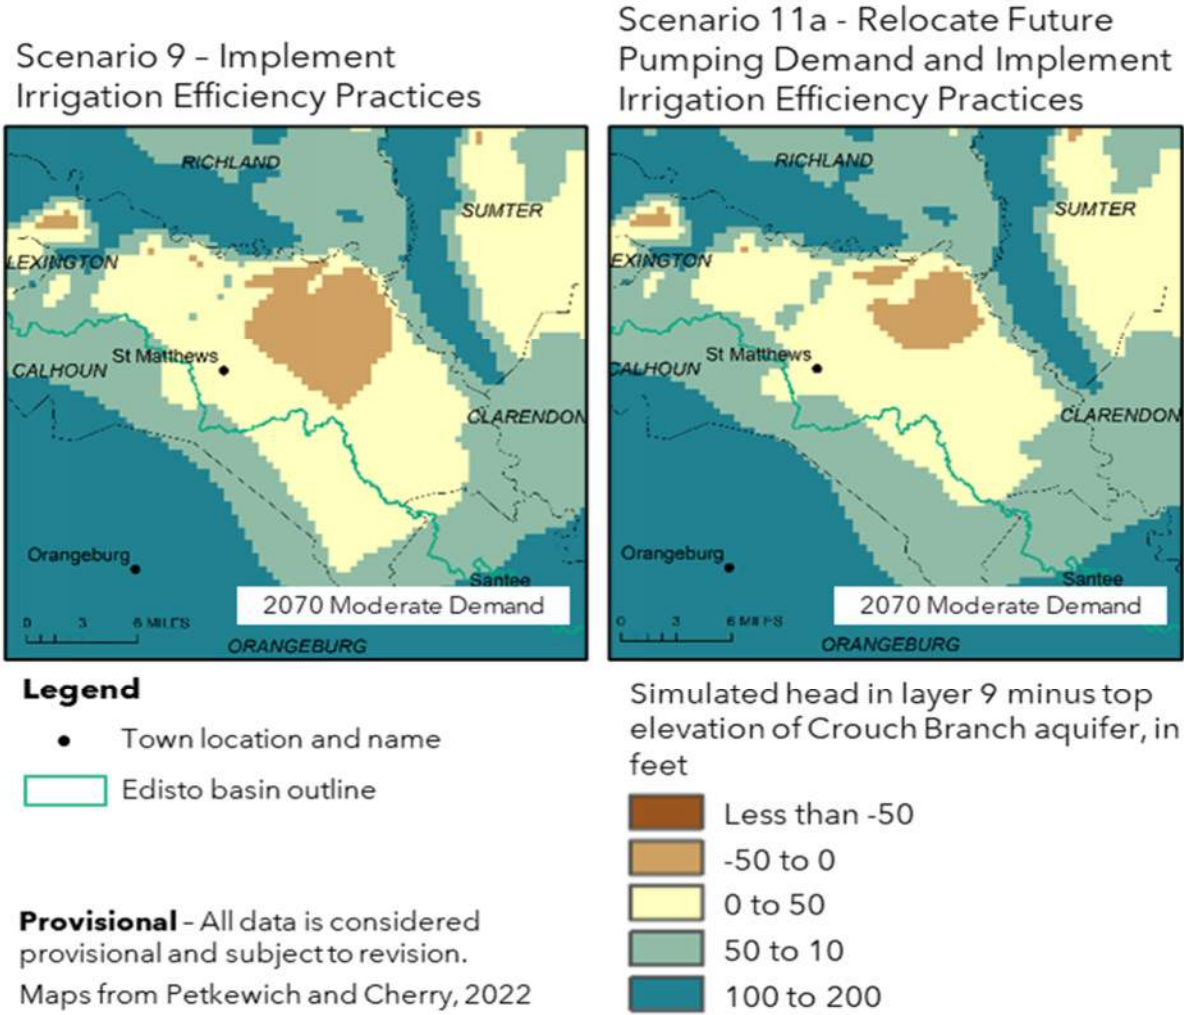 Scenario 9 – Implement
Irrigation Efficiency Practices
Scenario 11a - Relocate Future
Pumping Demand and Implement
Irrigation Efficiency Practices
RICHLAND
SUMTER
LEXINGTON
St Matthews
CALHOUN
CLARENDON
Orangeburg
Santee
2070 Moderate Demand
0 3 6 MILES
ORANGEBURG
RICHLAND
SUMTER
EXINGTON
St Matthews
CALHOUN
CLARENDON
Orangeburg
Santee
2070 Moderate Demand
0 3 6 MILES
ORANGEBURG
Legend
Town location and name
Edisto basin outline
Provisional – All data is considered
provisional and subject to revision.
Maps from Petkewich and Cherry, 2022
Simulated head in layer 9 minus top
elevation of Crouch Branch aquifer, in
feet
Less than -50
-50 to 0
0 to 50
50 to 10
100 to 200